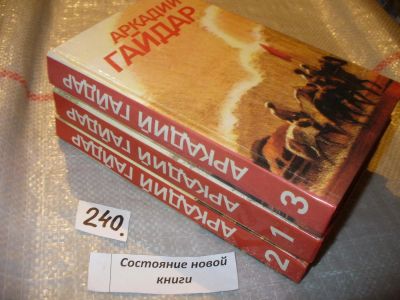 АРКАДИЙ
ГАЙДАР
АРКАДИЙ ГАЙДАР 3
АРКАДИЙ ГАЙДАР 1
АРКАДИЙ ГАЙДАР 2
240.
Состояние новой
книги